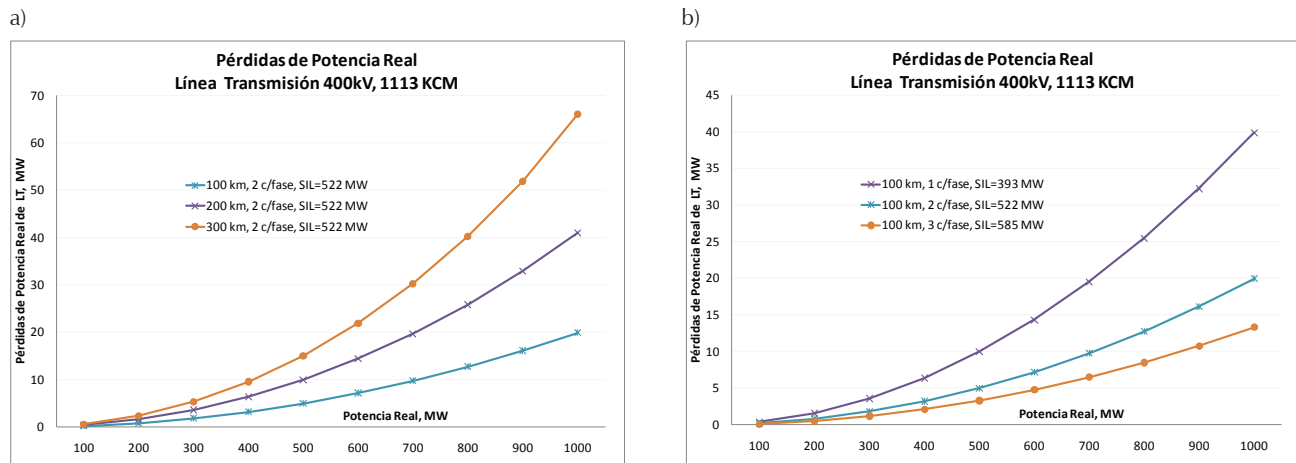 a)
Pérdidas de Potencia Real
Línea Transmisión 400kV, 1113 KCM
Pérdidas de Potencia Real de LT, MW
70
60
50
40
30
20
10
0
100 km, 2 c/fase, SIL=522 MW
200 km, 2 c/fase, SIL=522 MW
300 km, 2 c/fase, SIL=522 MW
Potencia Real, MW
100 200 300 400 500 600 700 800 900 1000
b)
Pérdidas de Potencia Real
Línea Transmisión 400kV, 1113 KCM
Pérdidas de Potencia Real de LT, MW
45
40
35
30
25
20
15
10
5
0
100 km, 1 c/fase, SIL=393 MW
100 km, 2 c/fase, SIL=522 MW
100 km, 3 c/fase, SIL=585 MW
Potencia Real, MW
100 200 300 400 500 600 700 800 900 1000